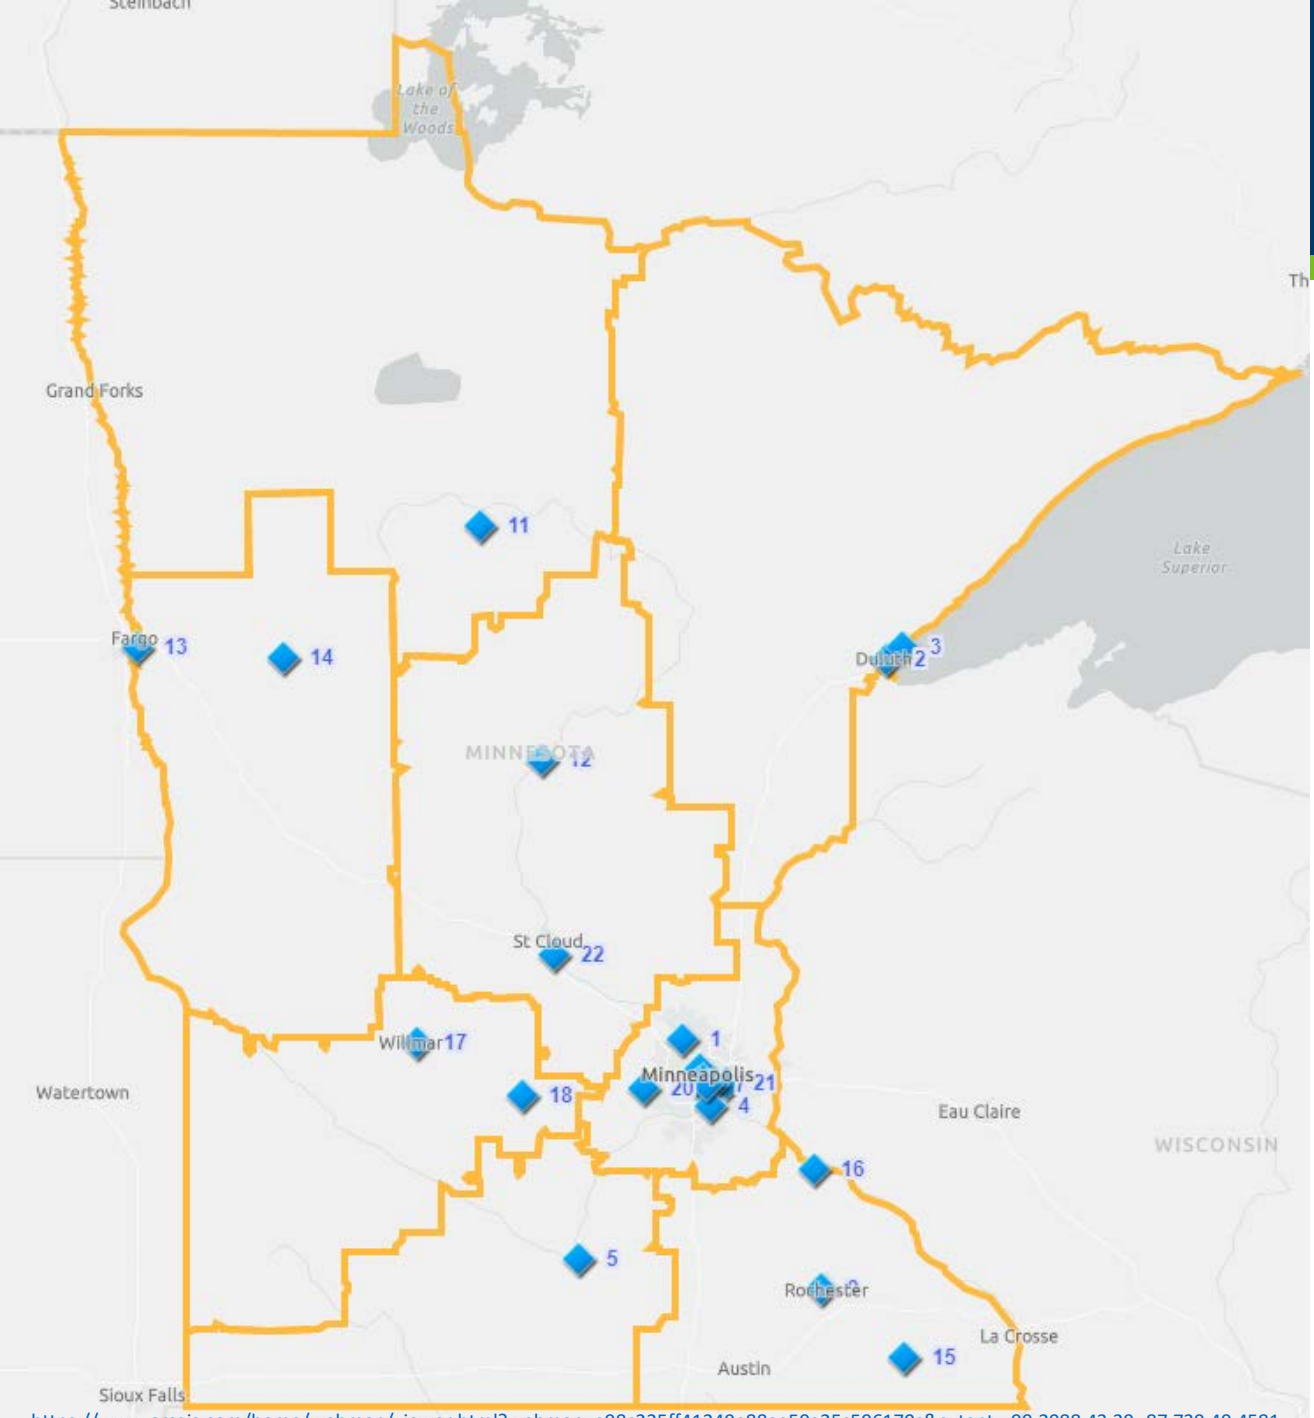 Steinbach
Lake of
the
Woods
Th
Grand Forks
11
Lake
Superior
Fargo
13
14
3
Duluth
2
MINNESOTA
12
St Cloud
22
1
Willmar
17
Minneapolis
Watertown
20
21
18
4
Eau Claire
WISCONSIN
16
5
Rochester
La Crosse
15
Austin
Sioux Falls